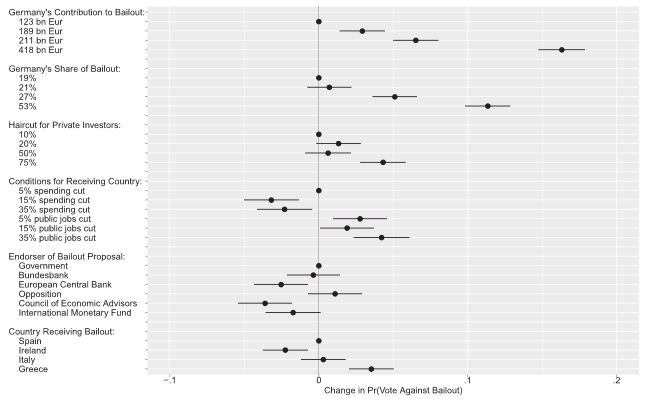 Germany's Contribution to Bailout:
123 bn Eur
189 bn Eur
211 bn Eur
418 bn Eur
Germany's Share of Bailout:
19%
21%
27%
53%
Haircut for Private Investors:
10%
20%
50%
75%
Conditions for Receiving Country:
5% spending cut
15% spending cut
35% spending cut
5% public jobs cut
15% public jobs cut
35% public jobs cut
Endorser of Bailout Proposal:
Government
Bundesbank
European Central Bank
Opposition
Council of Economic Advisors
International Monetary Fund
Country Receiving Bailout:
Spain
Ireland
Italy
Greece
-.1 0 .1 .2
Change in Pr(Vote Against Bailout)